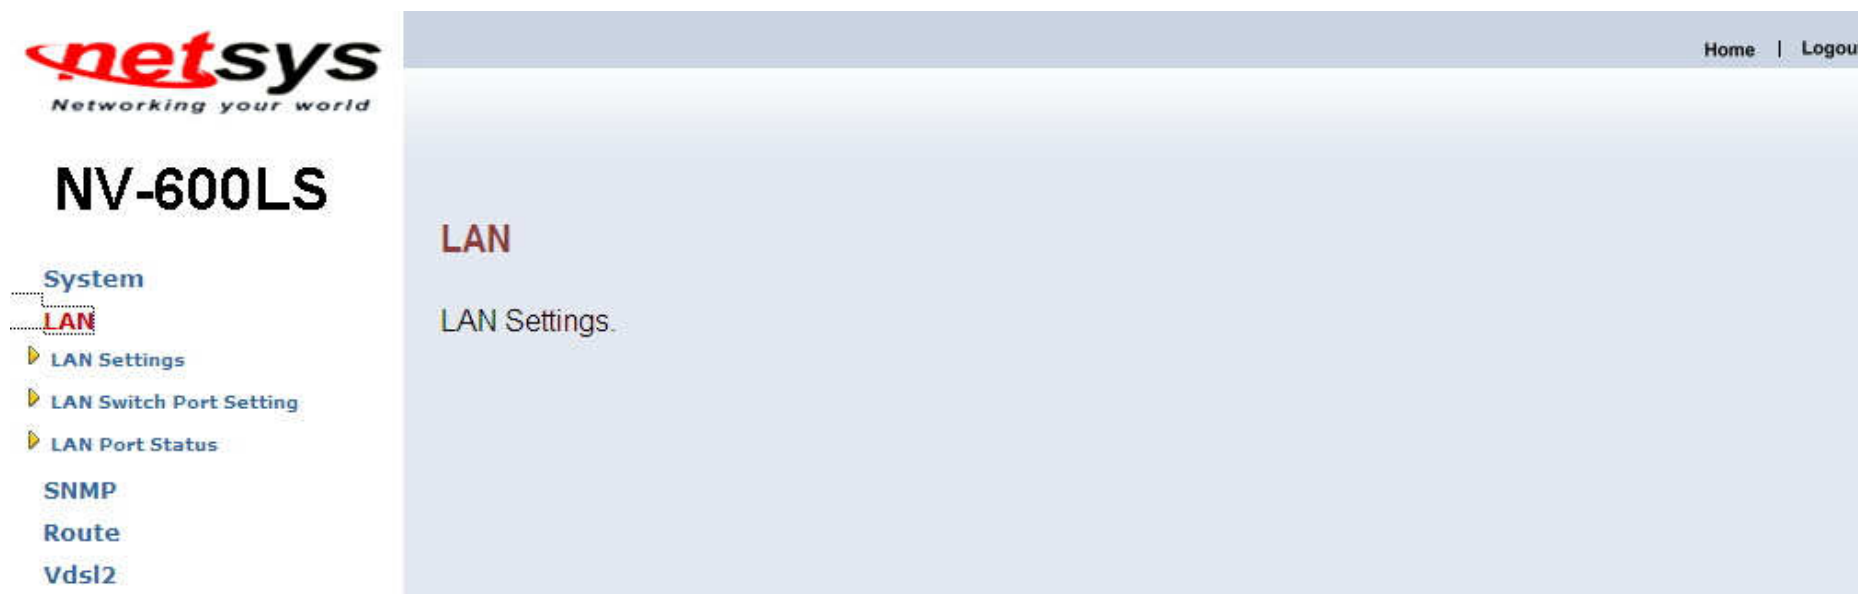 netsys
Networking your world
Home | Logou
NV-600LS
LAN
System
LAN
LAN Settings.
LAN Settings
LAN Switch Port Setting
LAN Port Status
SNMP
Route
Vdsl2